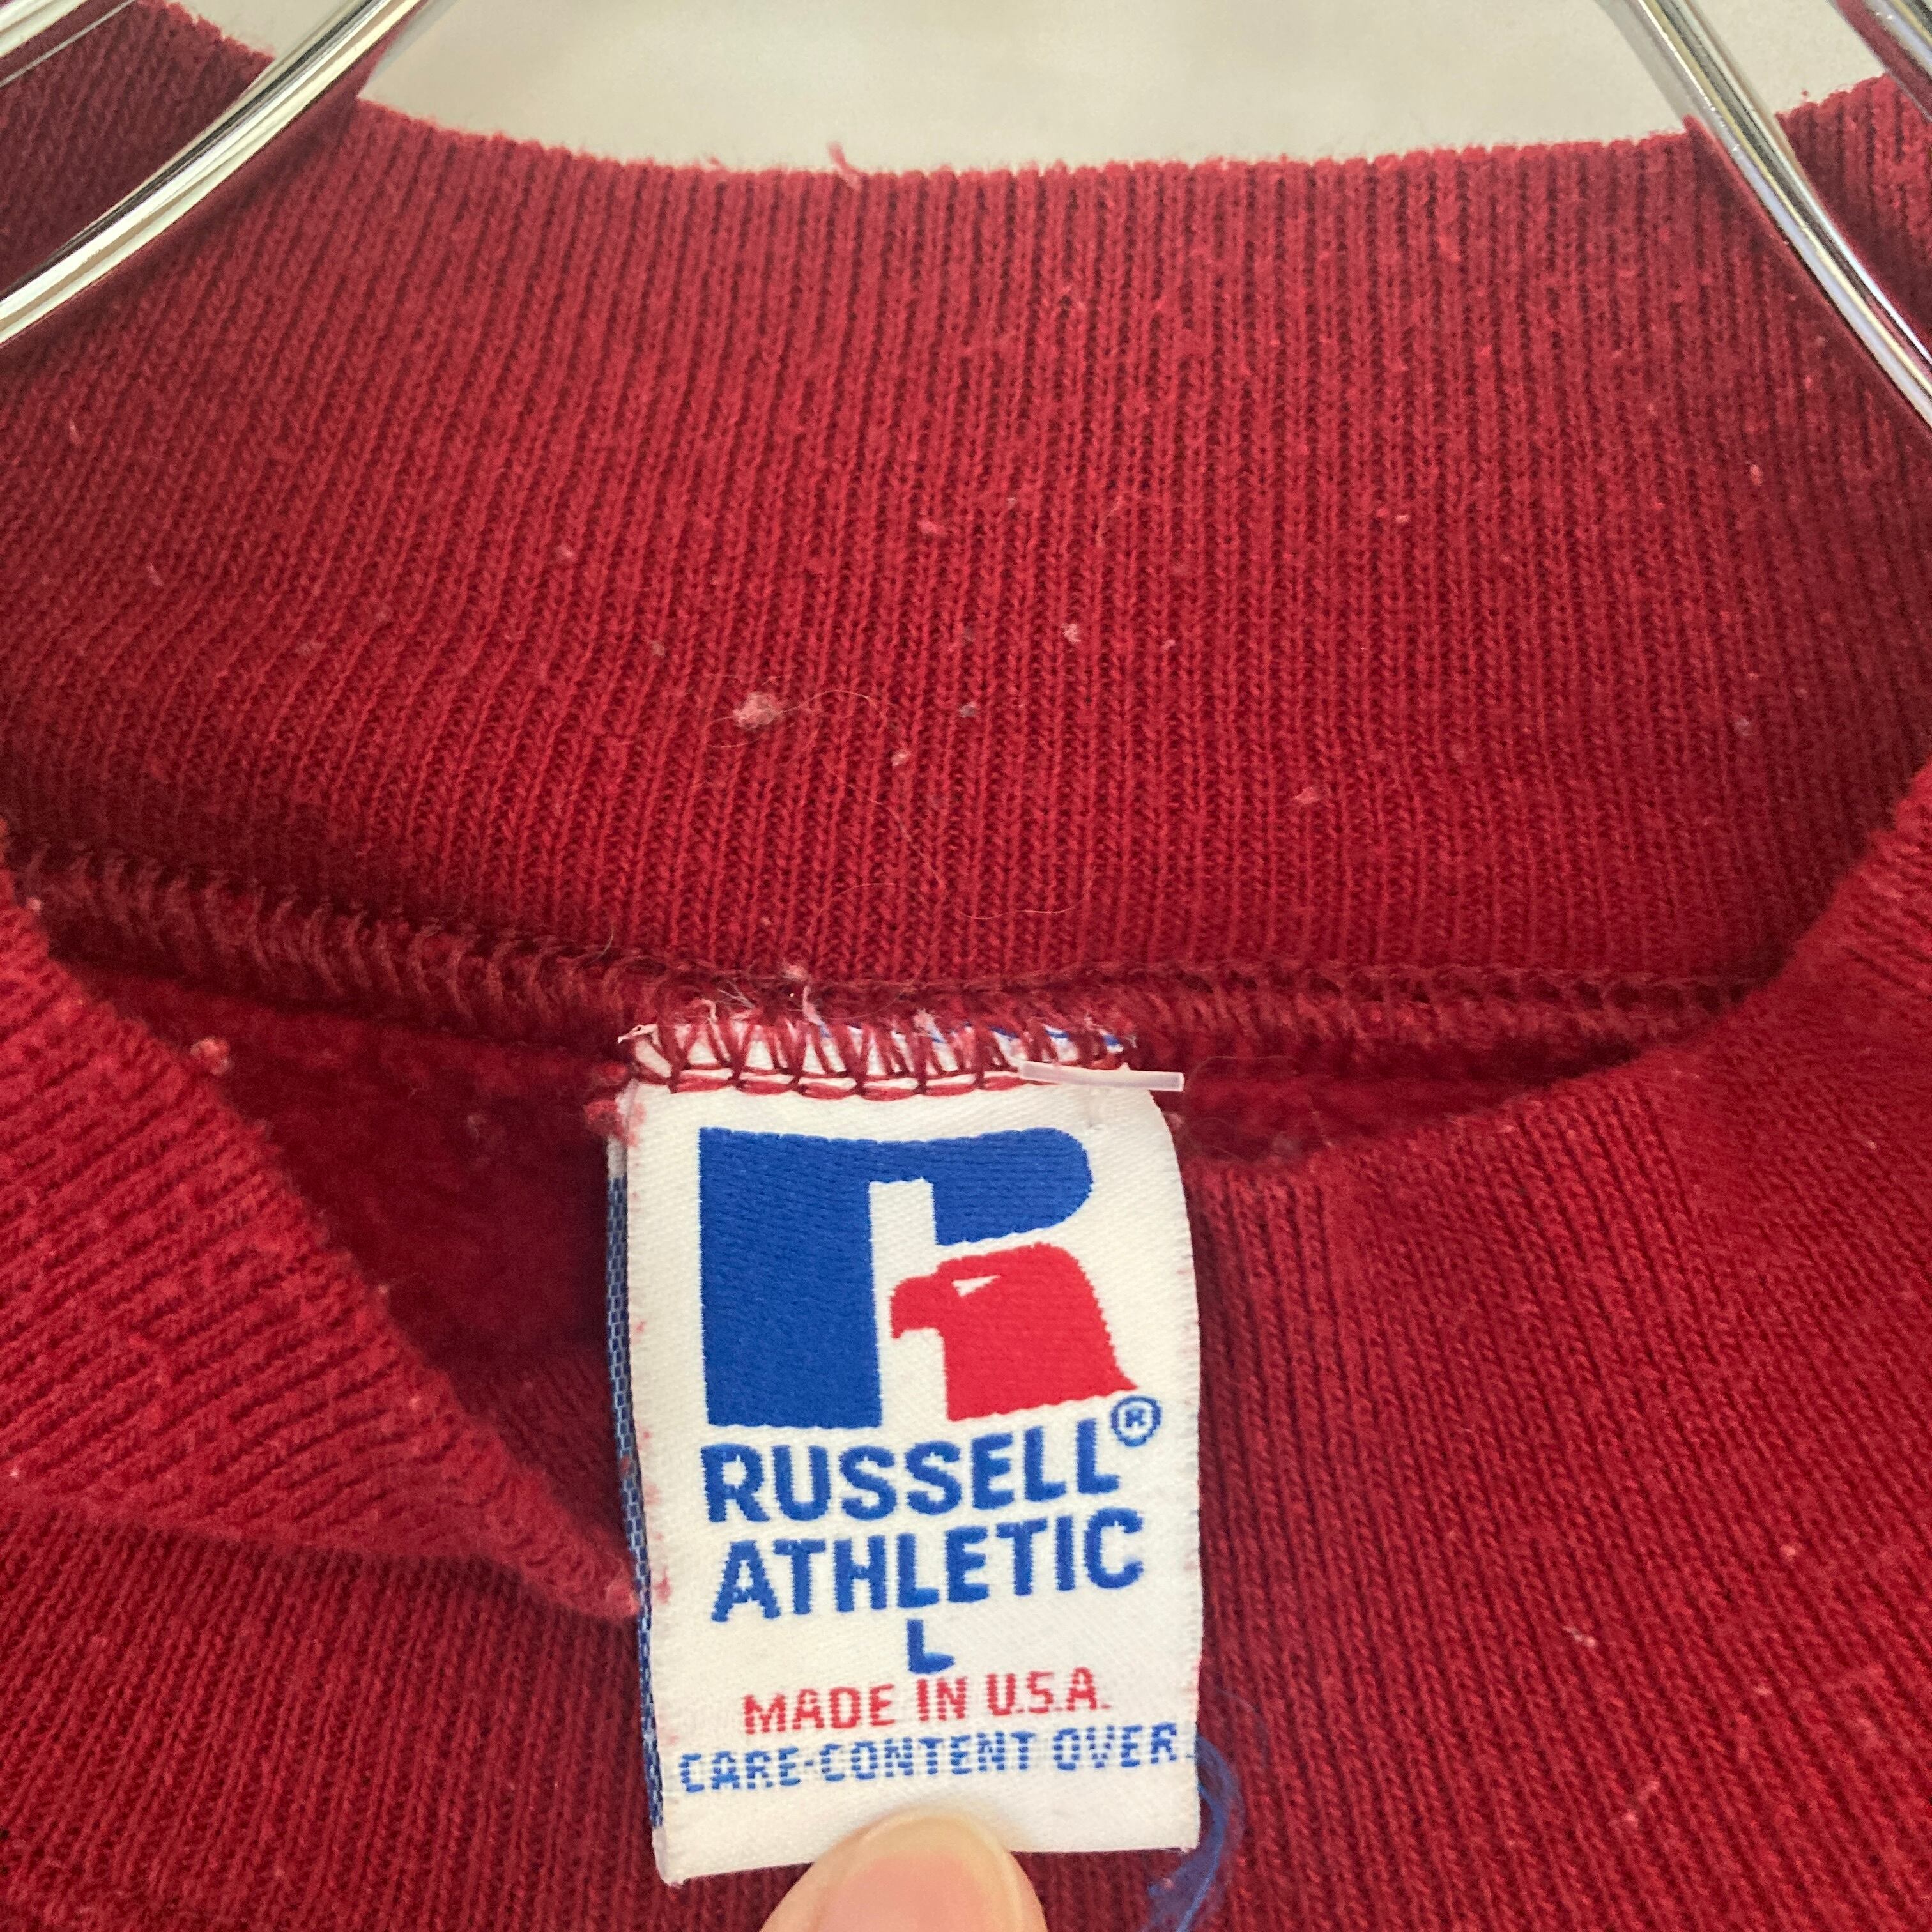 RUSSELL®
ATHLETIC
L
MADE IN U.S.A.
CARE-CONTENT OVER